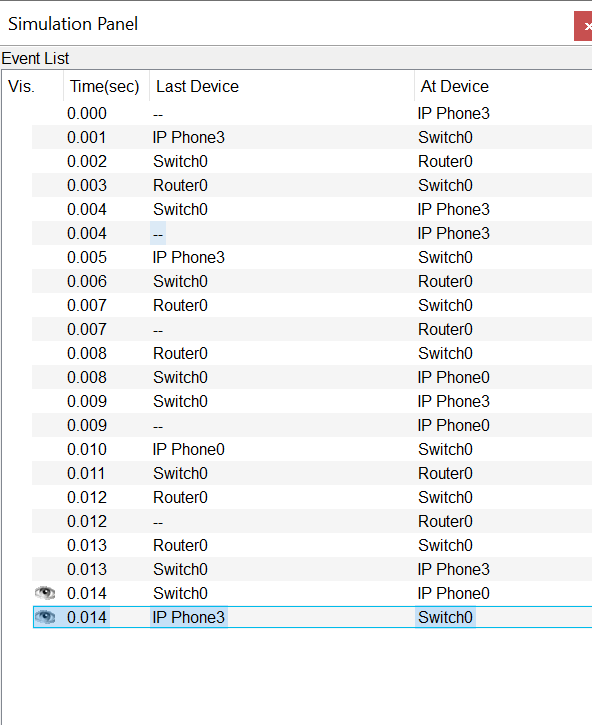 Simulation Panel
Event List
Vis. Time(sec) Last Device At Device
0.000 -- IP Phone3
0.001 IP Phone3 Switch0
0.002 Switch0 Router0
0.003 Router0 Switch0
0.004 Switch0 IP Phone3
0.004 -- IP Phone3
0.005 IP Phone3 Switch0
0.006 Switch0 Router0
0.007 Router0 Switch0
0.007 -- Router0
0.008 Router0 Switch0
0.008 Switch0 IP Phone0
0.009 Switch0 IP Phone3
0.009 -- IP Phone0
0.010 IP Phone0 Switch0
0.011 Switch0 Router0
0.012 Router0 Switch0
0.012 -- Router0
0.013 Router0 Switch0
0.013 Switch0 IP Phone3
0.014 Switch0 IP Phone0
0.014 IP Phone3 Switch0